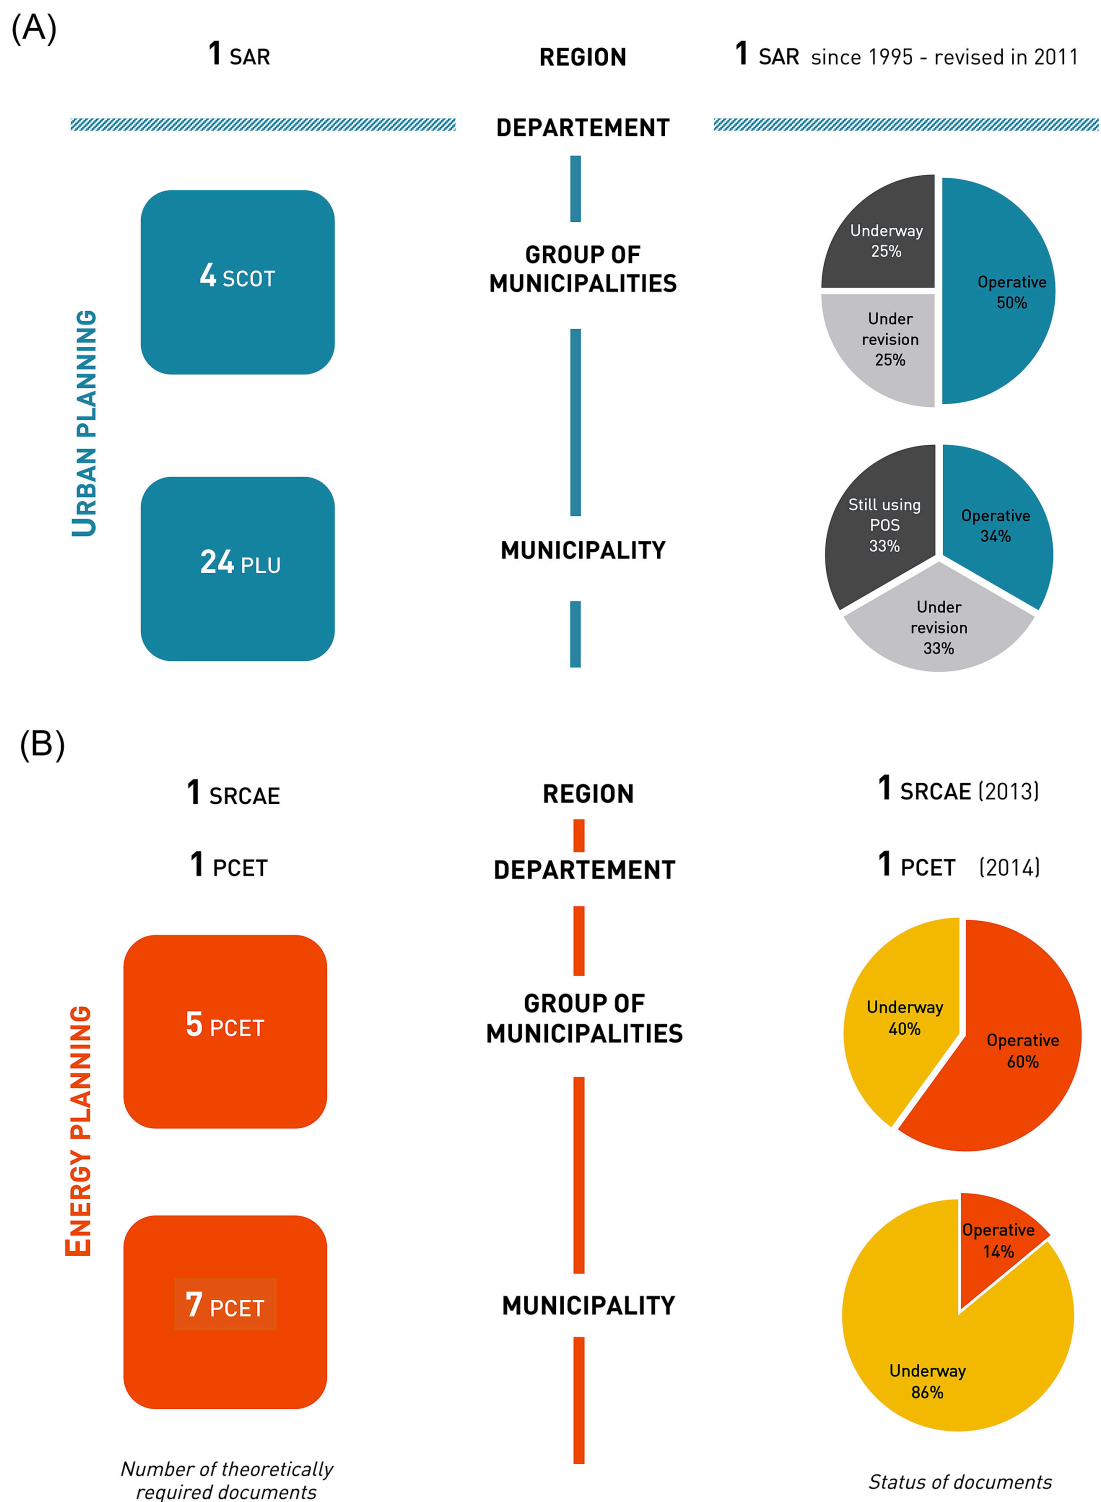 (A)
1 SAR
REGION
1 SAR since 1995 - revised in 2011
DEPARTEMENT
URBAN PLANNING
4 SCOT
GROUP OF
MUNICIPALITIES
Underway
25%
Operative
50%
Under
revision
25%
24 PLU
MUNICIPALITY
Still using
POS
33%
Operative
34%
Under
revision
33%
(B)
1 SRCAE
REGION
1 SRCAE (2013)
1 PCET
DEPARTEMENT
1 PCET (2014)
ENERGY PLANNING
5 PCET
GROUP OF
MUNICIPALITIES
Underway
40%
Operative
60%
7 PCET
MUNICIPALITY
Operative
14%
Underway
86%
Number of theoretically
required documents
Status of documents